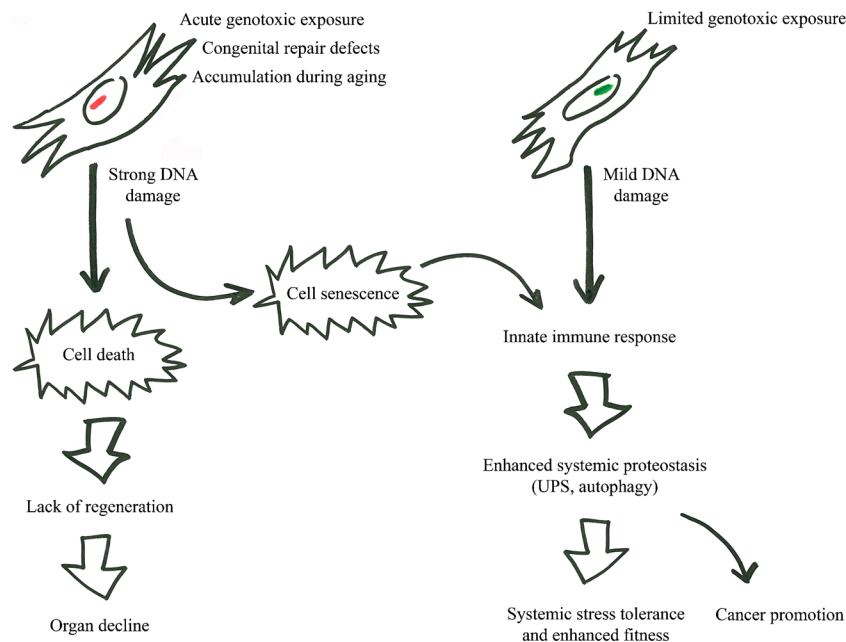 Acute genotoxic exposure
Congenital repair defects
Accumulation during aging
Limited genotoxic exposure
Strong DNA
damage
Mild DNA
damage
Cell senescence
Innate immune response
Cell death
Enhanced systemic proteostasis
(UPS, autophagy)
Lack of regeneration
Organ decline
Systemic stress tolerance
and enhanced fitness
Cancer promotion